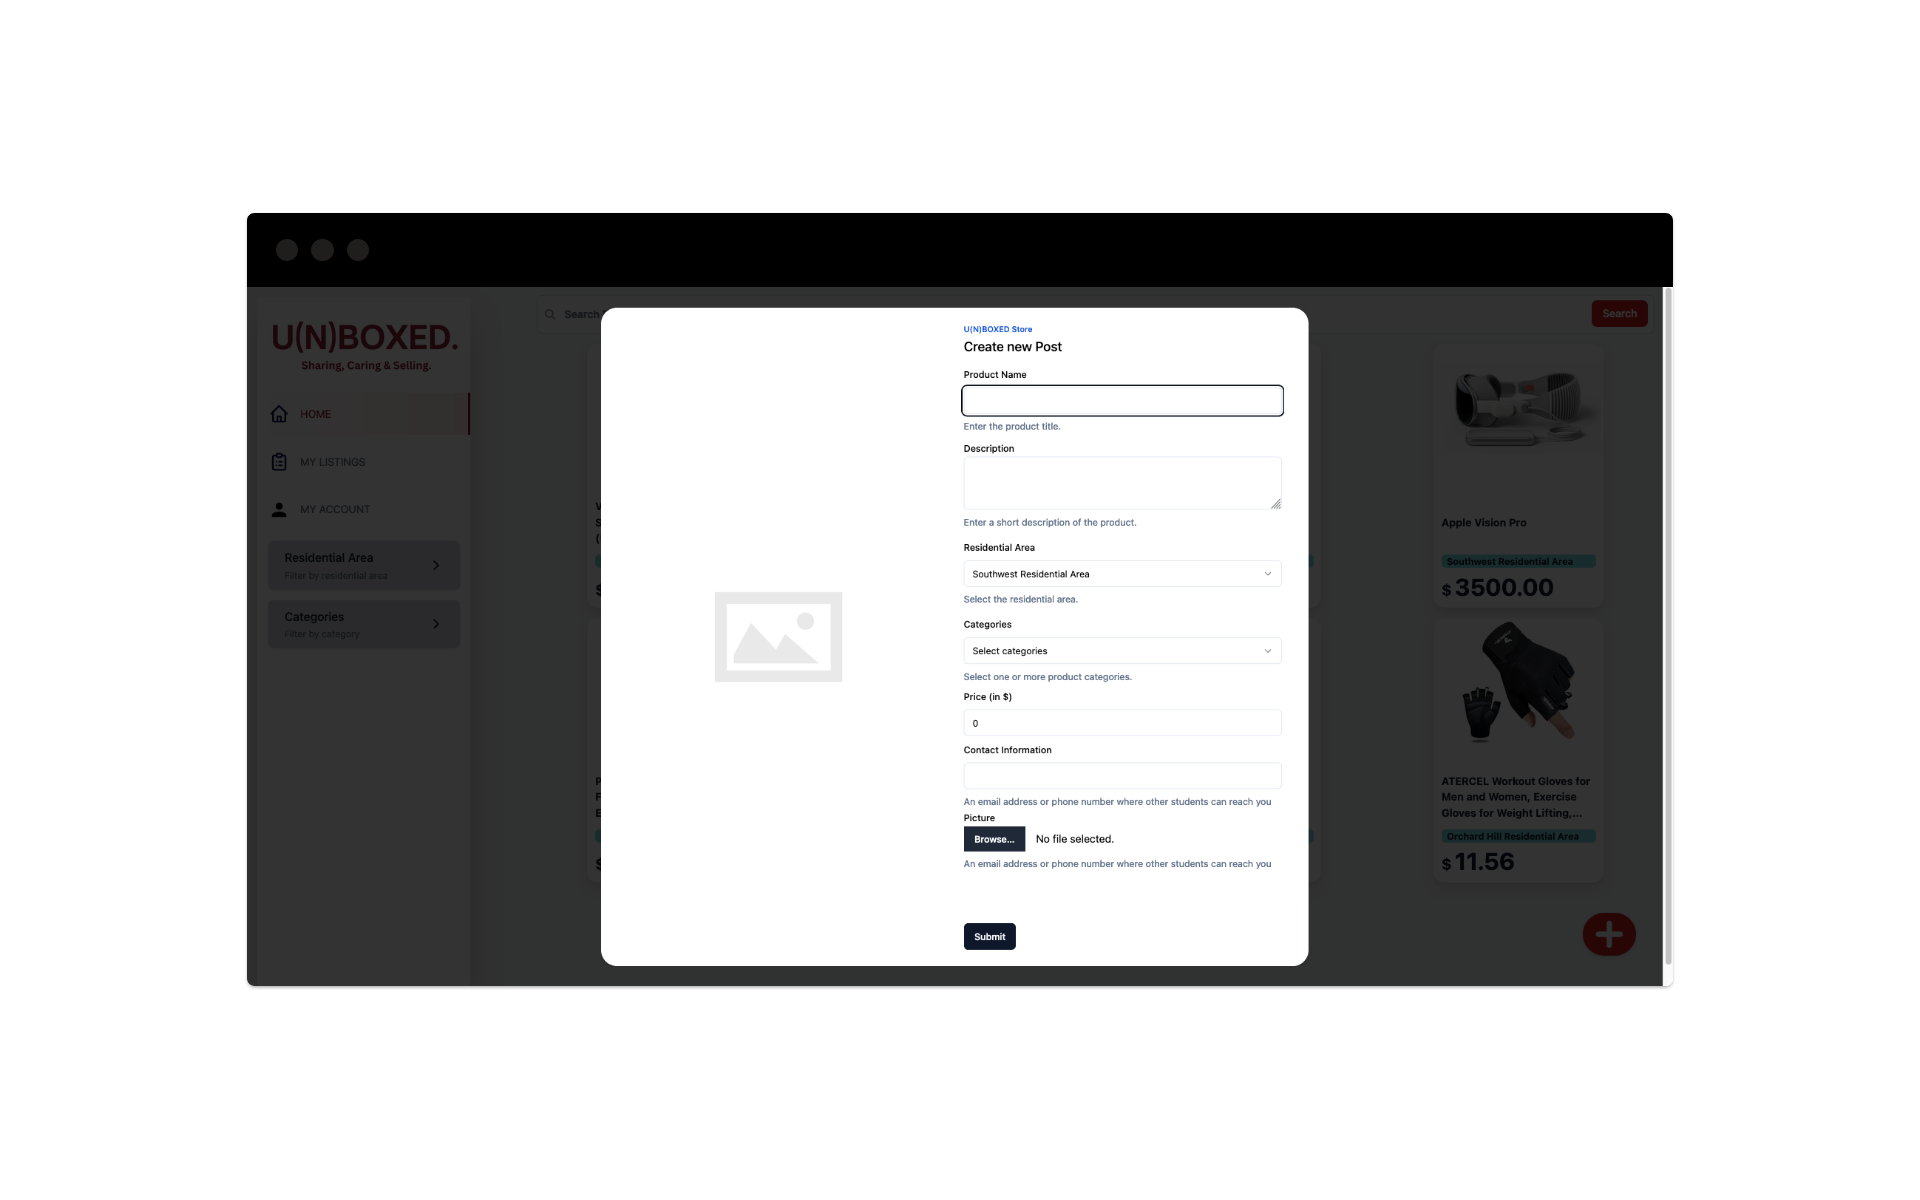 U(N)BOXED.
Sharing, Caring & Selling.
HOME
MY LISTINGS
MY ACCOUNT
Residential Area
Filter by residential area
Categories
Filter by category
Search
Search
U(N)BOXED Store
Create new Post
Product Name
Enter the product title.
Description
Enter a short description of the product.
Residential Area
Southwest Residential Area
Select the residential area.
Categories
Select categories
Select one or more product categories.
Price (in $)
0
Contact Information
An email address or phone number where other students can reach you
Picture
Browse... No file selected.
An email address or phone number where other students can reach you
Submit
Apple Vision Pro
Southwest Residential Area
$ 3500.00
ATERCEL Workout Gloves for
Men and Women, Exercise
Gloves for Weight Lifting,...
Orchard Hill Residential Area
$ 11.56